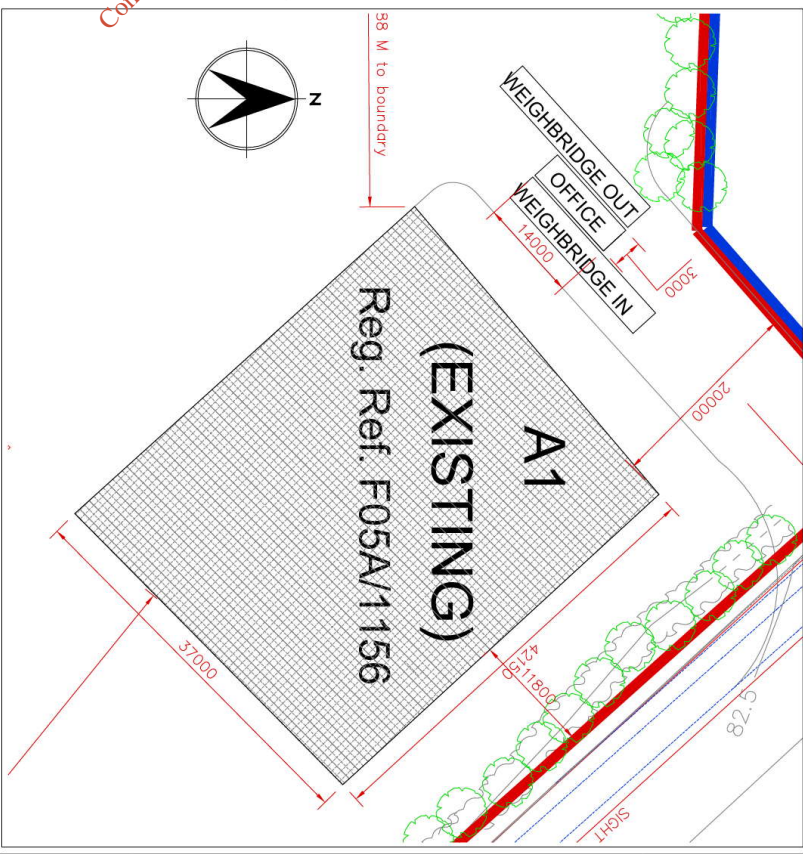 88 M to boundary
N
WEIGHBRIDGE OUT
OFFICE
WEIGHBRIDGE IN
14000
3000
20000
A1
(EXISTING)
Reg. Ref. F05A/1156
42150
11800
37000
82.5
SIGHT